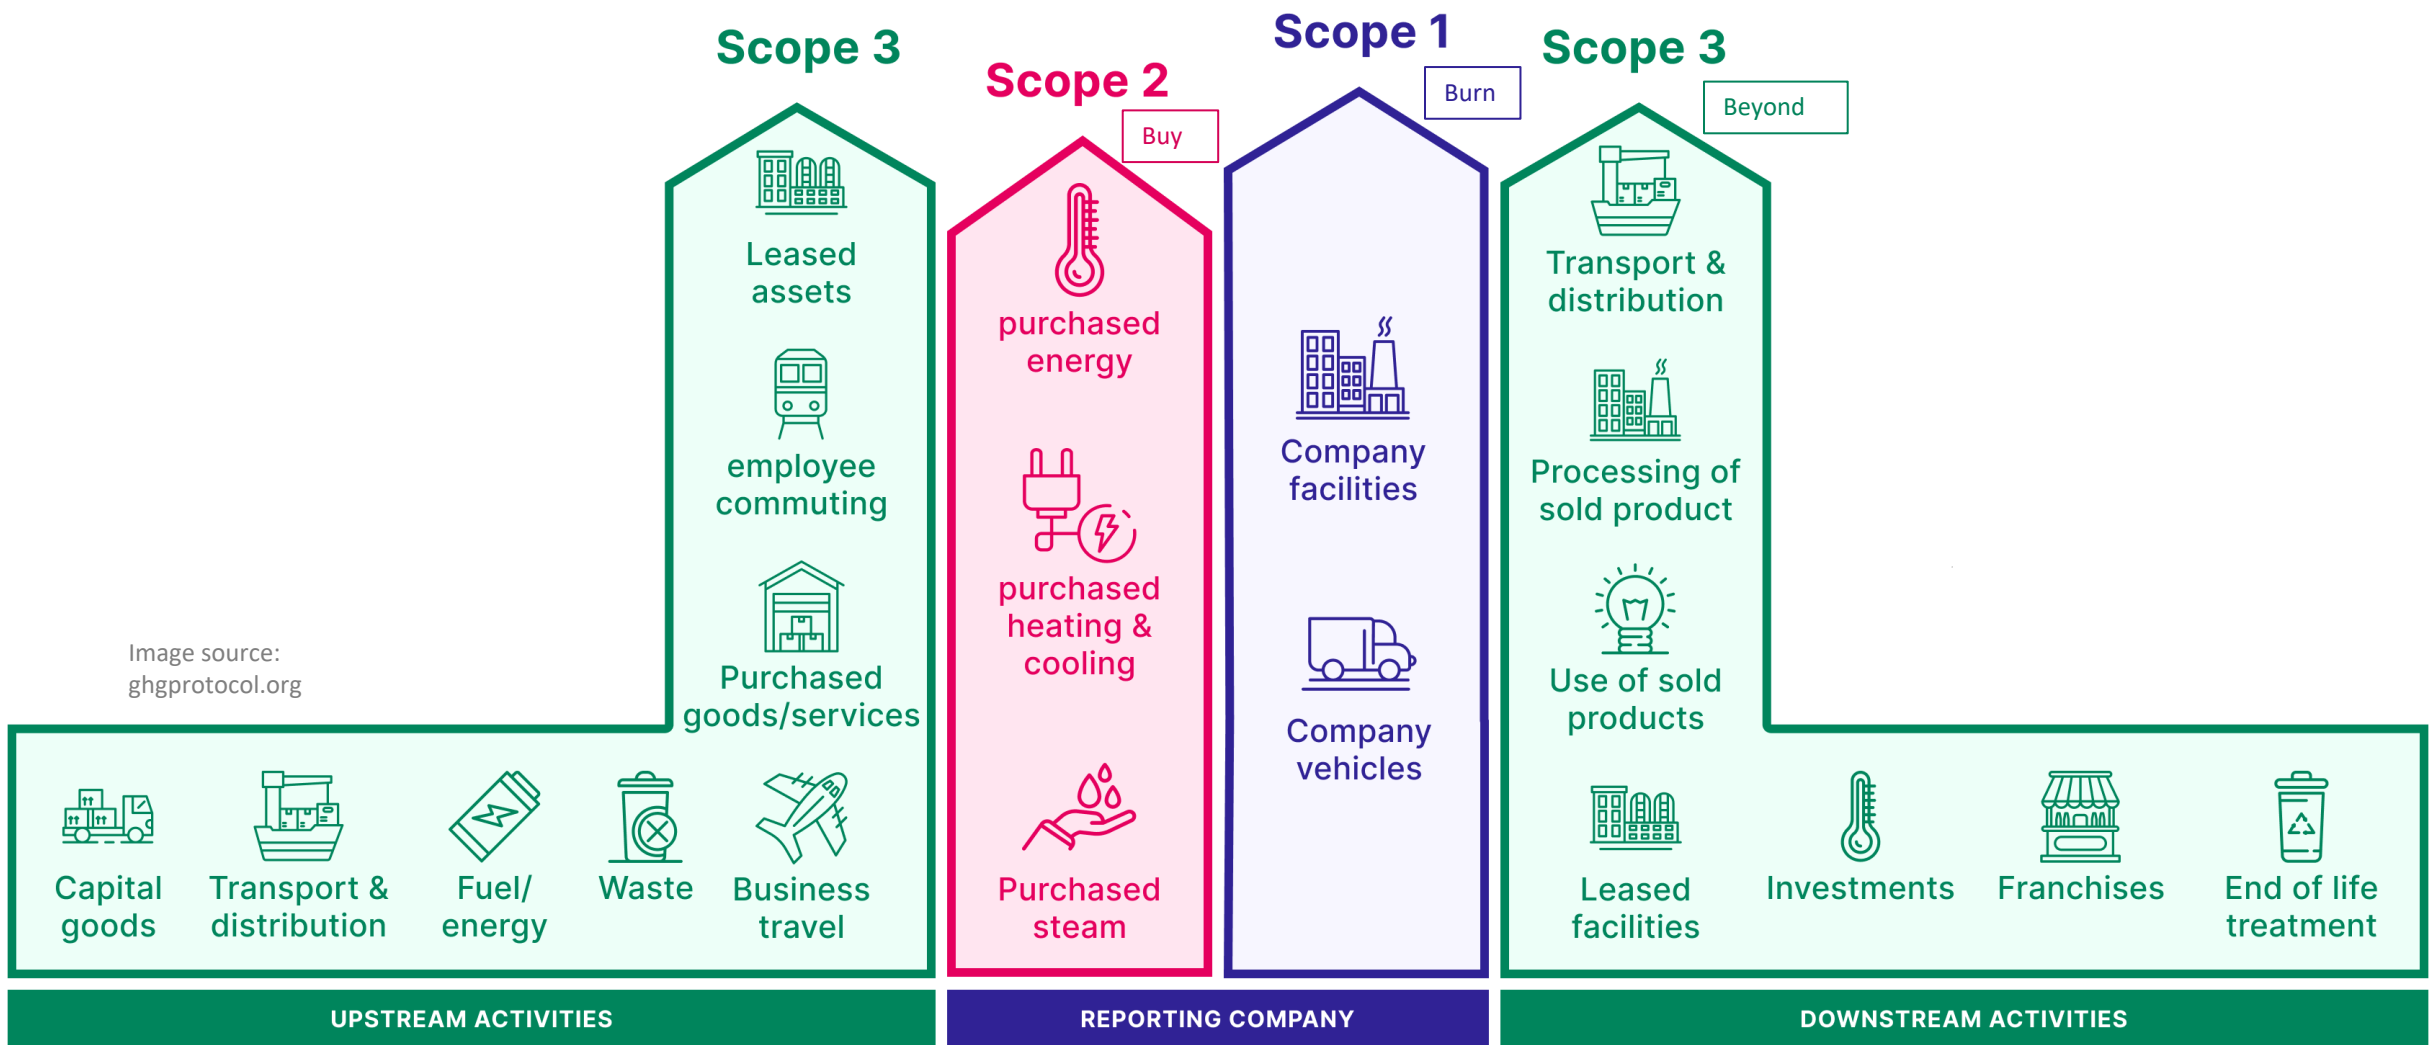 Scope 3
Scope 2
Buy
Scope 1
Burn
Scope 3
Beyond
Leased
assets
employee
commuting
Purchased
goods/services
Image source:
ghgprotocol.org
Capital
goods
Transport &
distribution
Fuel/
energy
Waste
Business
travel
purchased
energy
purchased
heating &
cooling
Purchased
steam
Company
facilities
Company
vehicles
Transport &
distribution
Processing of
sold product
Use of sold
products
Leased
facilities
Investments
Franchises
End of life
treatment
UPSTREAM ACTIVITIES
REPORTING COMPANY
DOWNSTREAM ACTIVITIES